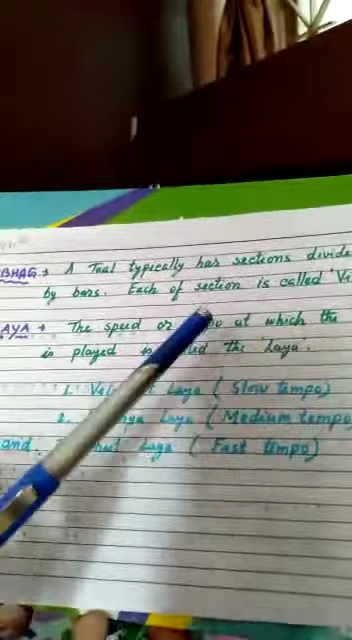 BHAG → A Taal typically has sections divide
by bars. Each of section is called 'Vi
AYA → The speed or at which the
is played the 'Laya'.
1. Laya ( Slow tempo)
2. Laya ( Medium tempo
and Laya ( Fast tempo)